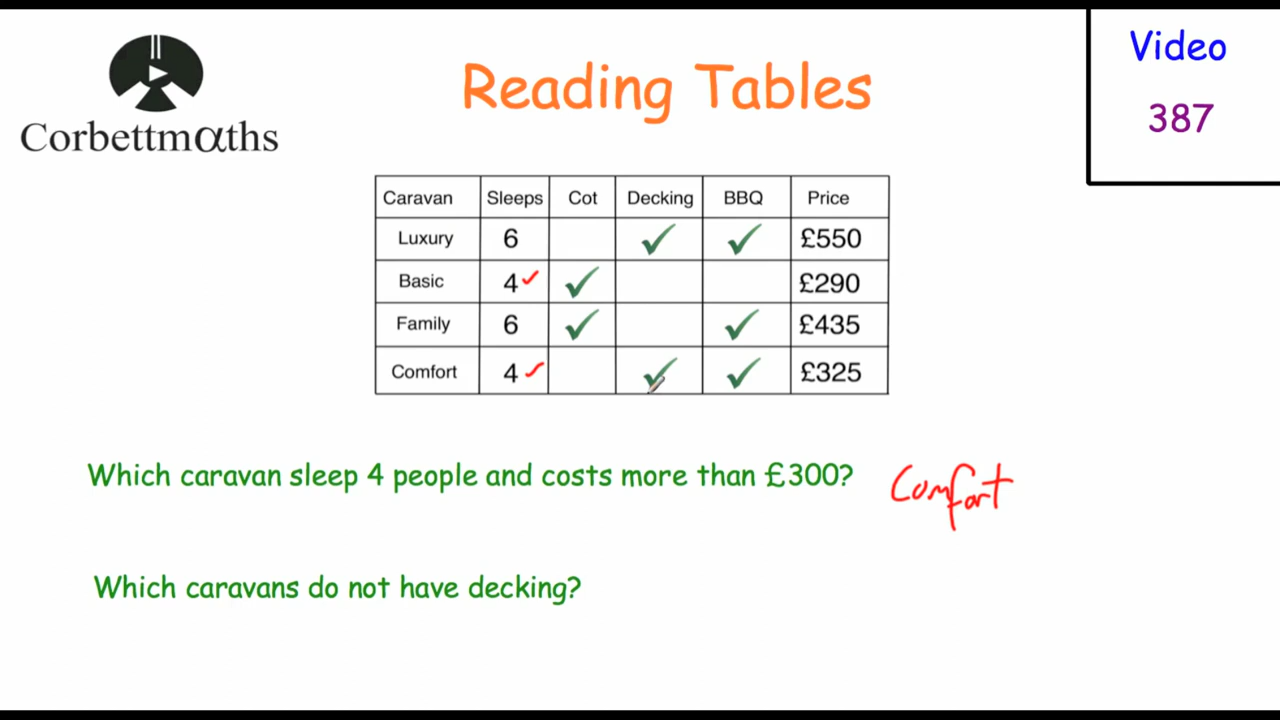 Corbettmαths
Reading Tables
Video
387
Caravan Sleeps Cot Decking BBQ Price
Luxury 6 ✓ ✓ £550
Basic 4 ✓ ✓ £290
Family 6 ✓ ✓ £435
Comfort 4 ✓ ✓ ✓ £325
Which caravan sleep 4 people and costs more than £300? Comfort
Which caravans do not have decking?